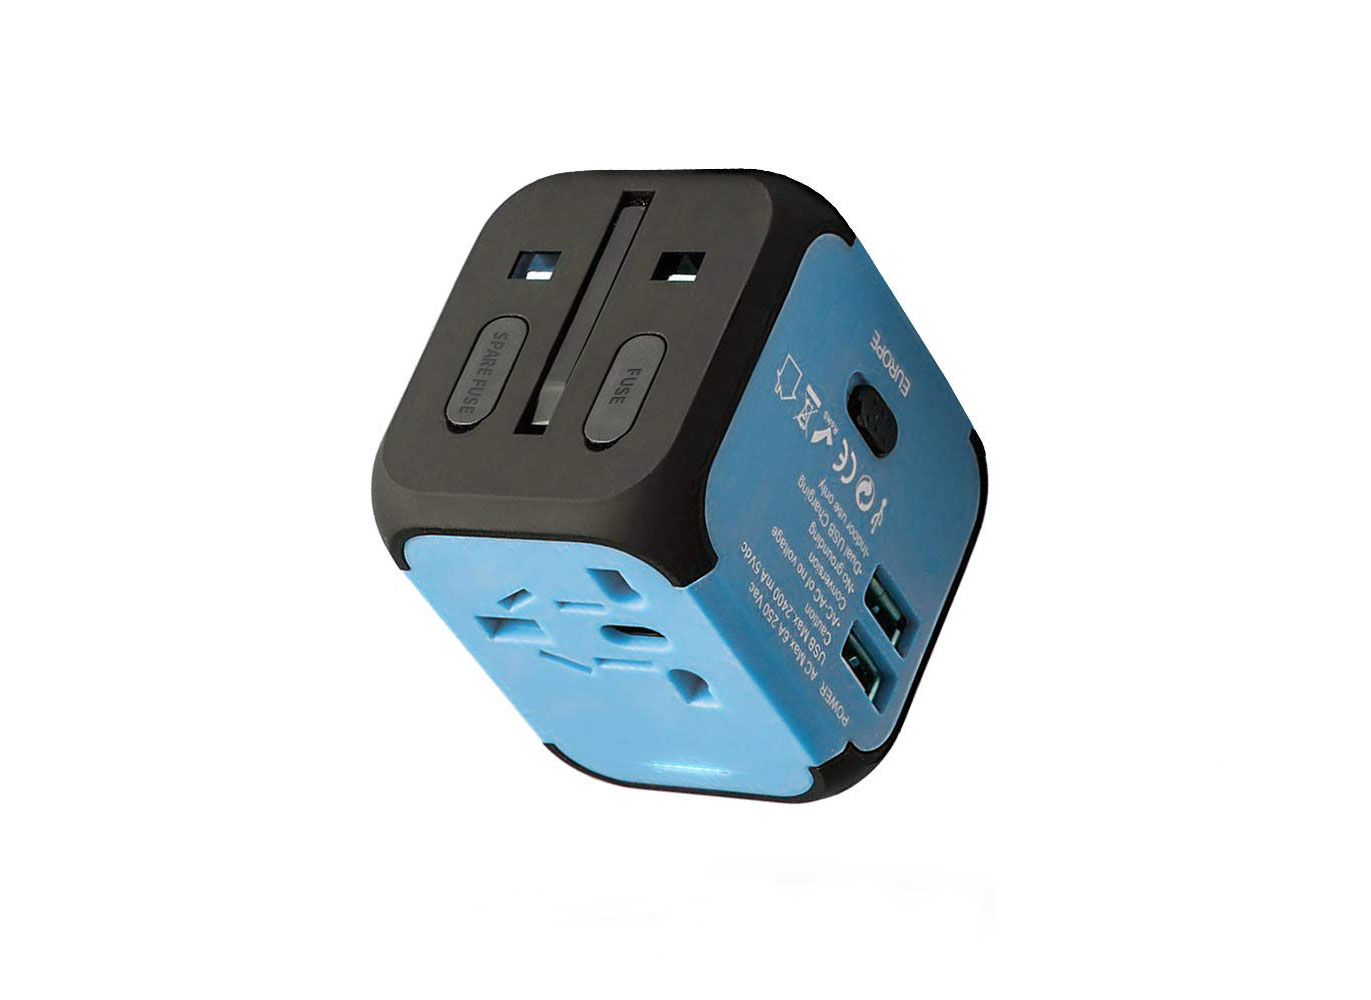 SPARE FUSE
FUSE
EUROPE
CE
RoHS
POWER
AC Max 6A 250 Vac
USB Max 2400 mA 5Vdc
Caution
•AC-AC of no voltage
Conversion
•No grounding
•Dual USB Charging
•Indoor use only